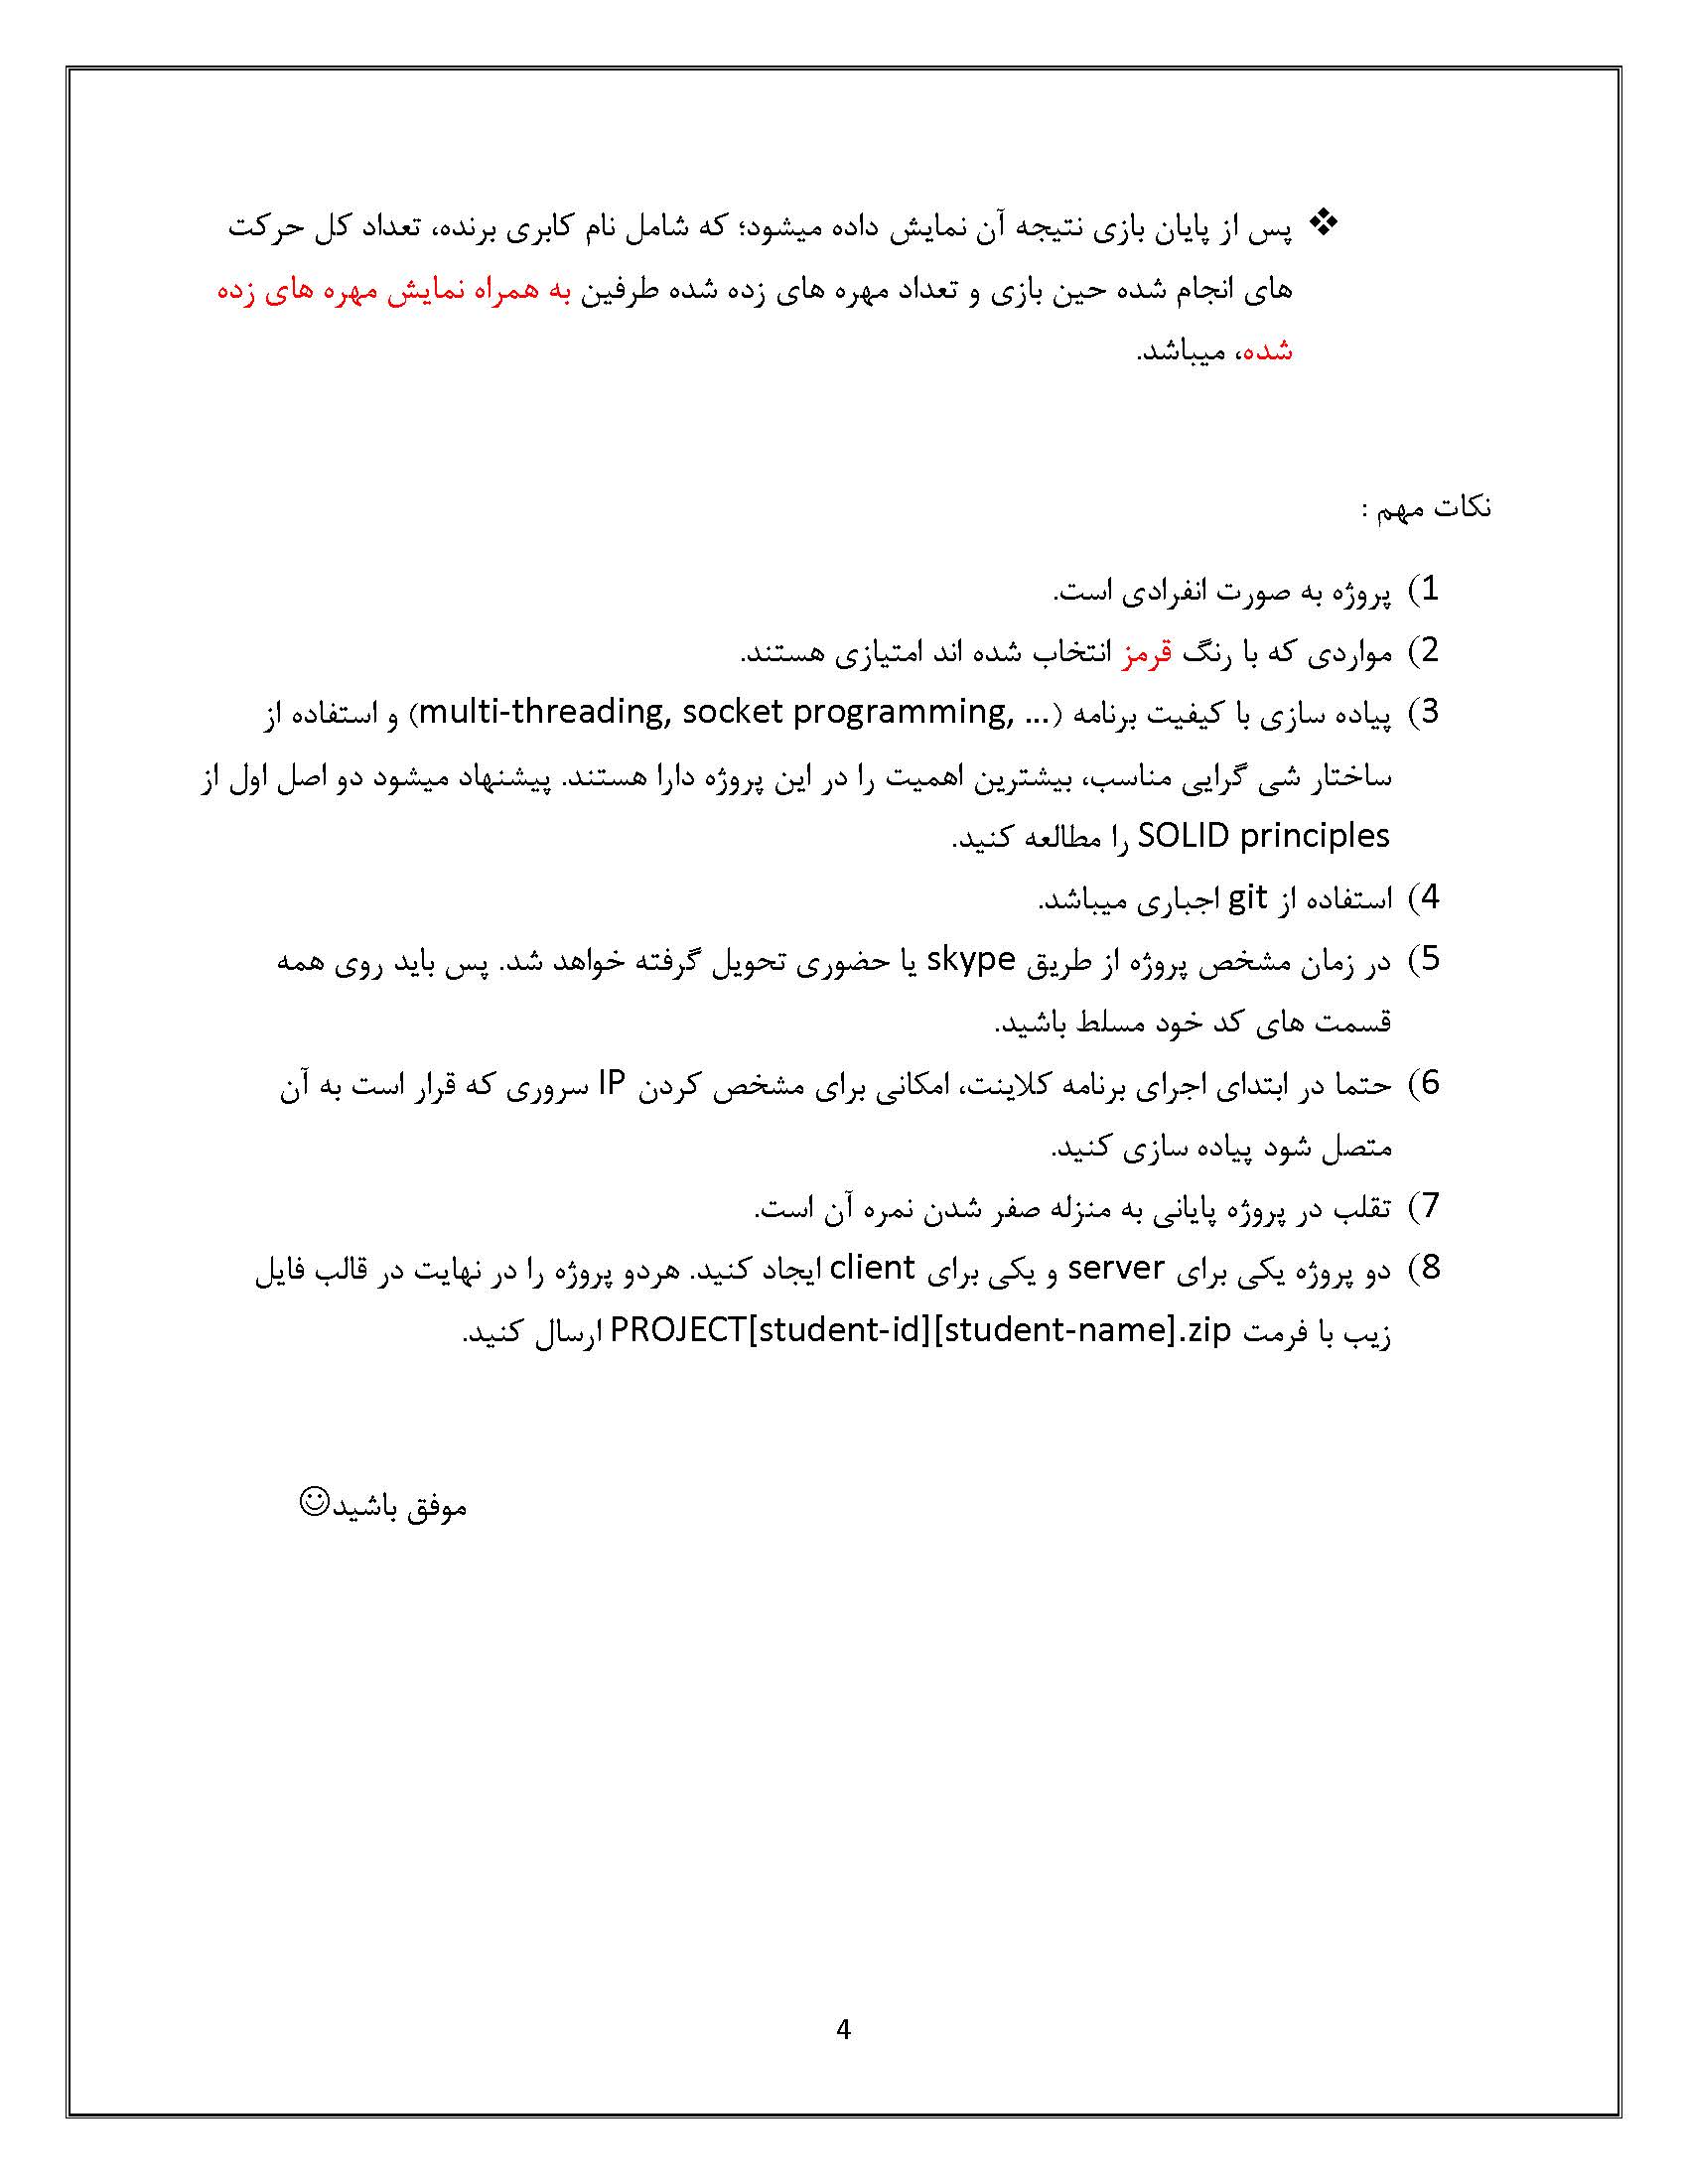 ❖ پس از پایان بازی نتیجه آن نمایش داده میشود؛ که شامل نام کابری برنده، تعداد کل حرکت
های انجام شده حین بازی و تعداد مهره های زده شده طرفین به همراه نمایش مهره های زده
شده، میباشد.
نکات مهم :
1) پروژه به صورت انفرادی است.
2) مواردی که با رنگ قرمز انتخاب شده اند امتیازی هستند.
3) پیاده سازی با کیفیت برنامه (multi-threading, socket programming, ...) و استفاده از
ساختار شی گرایی مناسب، بیشترین اهمیت را در این پروژه دارا هستند. پیشنهاد میشود دو اصل اول از
SOLID principles را مطالعه کنید.
4) استفاده از git اجباری میباشد.
5) در زمان مشخص پروژه از طریق skype یا حضوری تحویل گرفته خواهد شد. پس باید روی همه
قسمت های کد خود مسلط باشید.
6) حتما در ابتدای اجرای برنامه کلاینت، امکانی برای مشخص کردن IP سروری که قرار است به آن
متصل شود پیاده سازی کنید.
7) تقلب در پروژه پایانی به منزله صفر شدن نمره آن است.
8) دو پروژه یکی برای server و یکی برای client ایجاد کنید. هردو پروژه را در نهایت در قالب فایل
زیپ با فرمت PROJECT[student-id][student-name].zip ارسال کنید.
موفق باشید☺
4